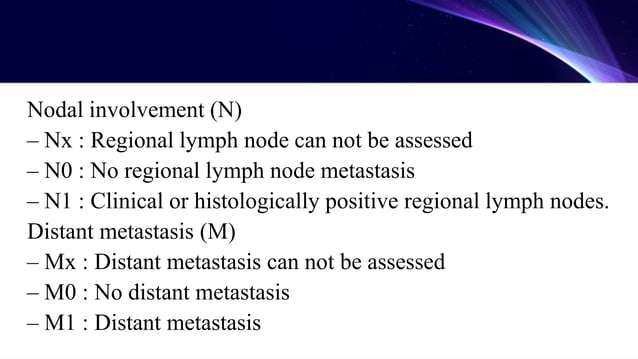 Nodal involvement (N)
– Nx : Regional lymph node can not be assessed
– N0 : No regional lymph node metastasis
– N1 : Clinical or histologically positive regional lymph nodes.
Distant metastasis (M)
– Mx : Distant metastasis can not be assessed
– M0 : No distant metastasis
– M1 : Distant metastasis